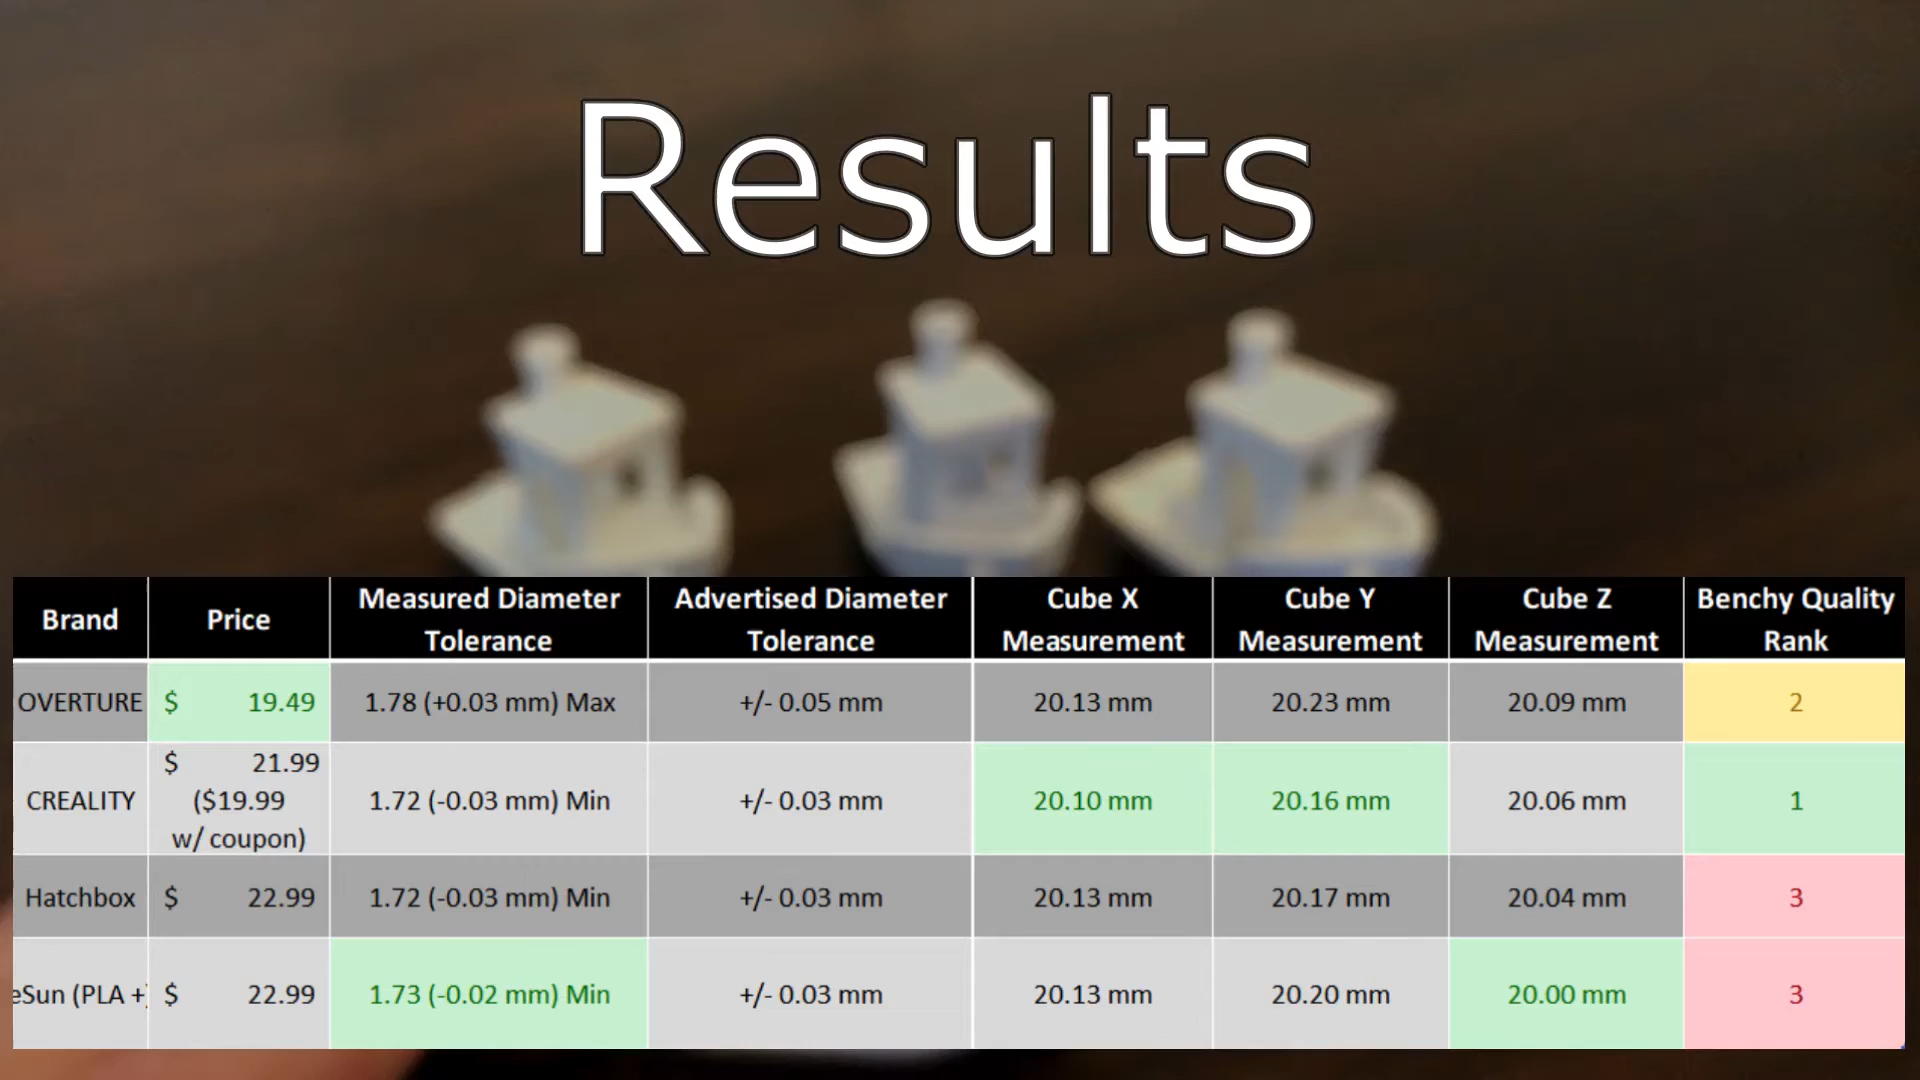 Results
Brand Price Measured Diameter Tolerance Advertised Diameter Tolerance Cube X Measurement Cube Y Measurement Cube Z Measurement Benchy Quality Rank
OVERTURE $ 19.49 1.78 (+0.03 mm) Max +/- 0.05 mm 20.13 mm 20.23 mm 20.09 mm 2
CREALITY $ 21.99 ($19.99 w/ coupon) 1.72 (-0.03 mm) Min +/- 0.03 mm 20.10 mm 20.16 mm 20.06 mm 1
Hatchbox $ 22.99 1.72 (-0.03 mm) Min +/- 0.03 mm 20.13 mm 20.17 mm 20.04 mm 3
eSun (PLA +) $ 22.99 1.73 (-0.02 mm) Min +/- 0.03 mm 20.13 mm 20.20 mm 20.00 mm 3